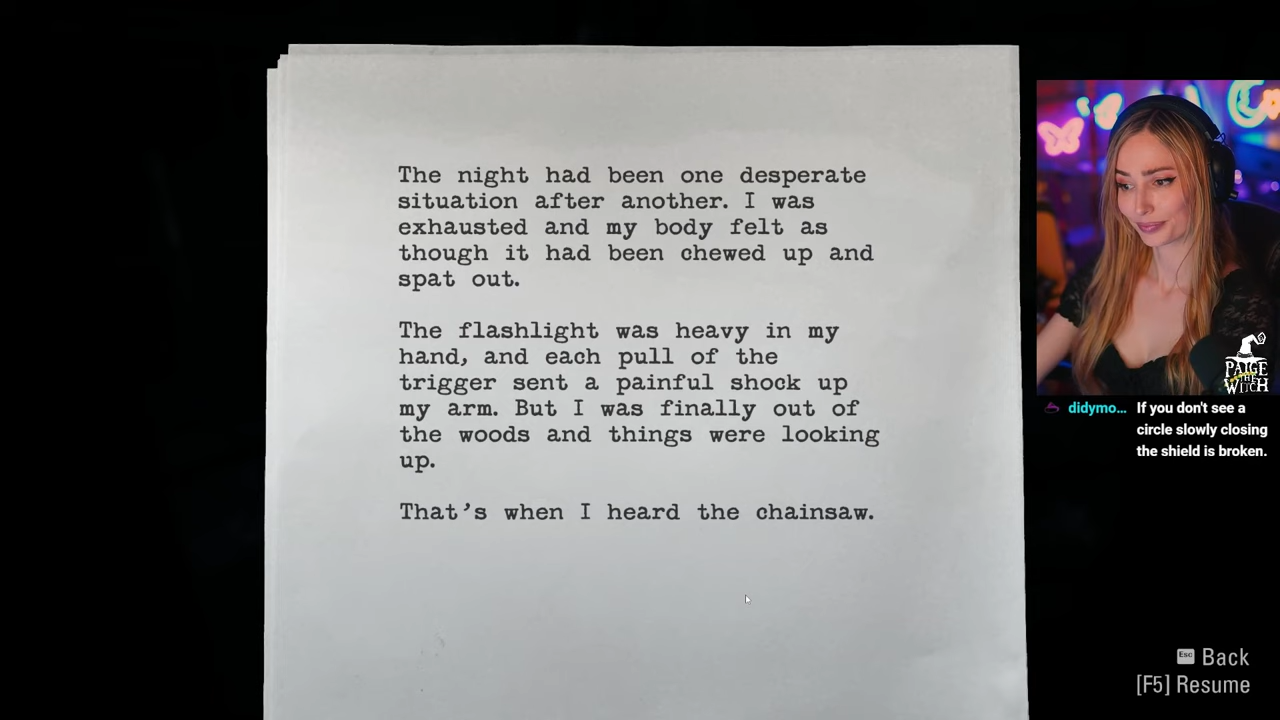 The night had been one desperate
situation after another. I was
exhausted and my body felt as
though it had been chewed up and
spat out.
The flashlight was heavy in my
hand, and each pull of the
trigger sent a painful shock up
my arm. But I was finally out of
the woods and things were looking
up.
That's when I heard the chainsaw.
PAIGE
THE
WITCH
didymo... If you don't see a
circle slowly closing
the shield is broken.
Esc Back
[F5] Resume